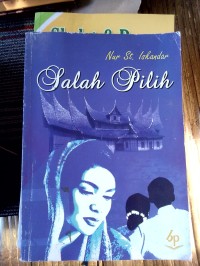 Nur St. Iskandar
Salah Pilih
bp